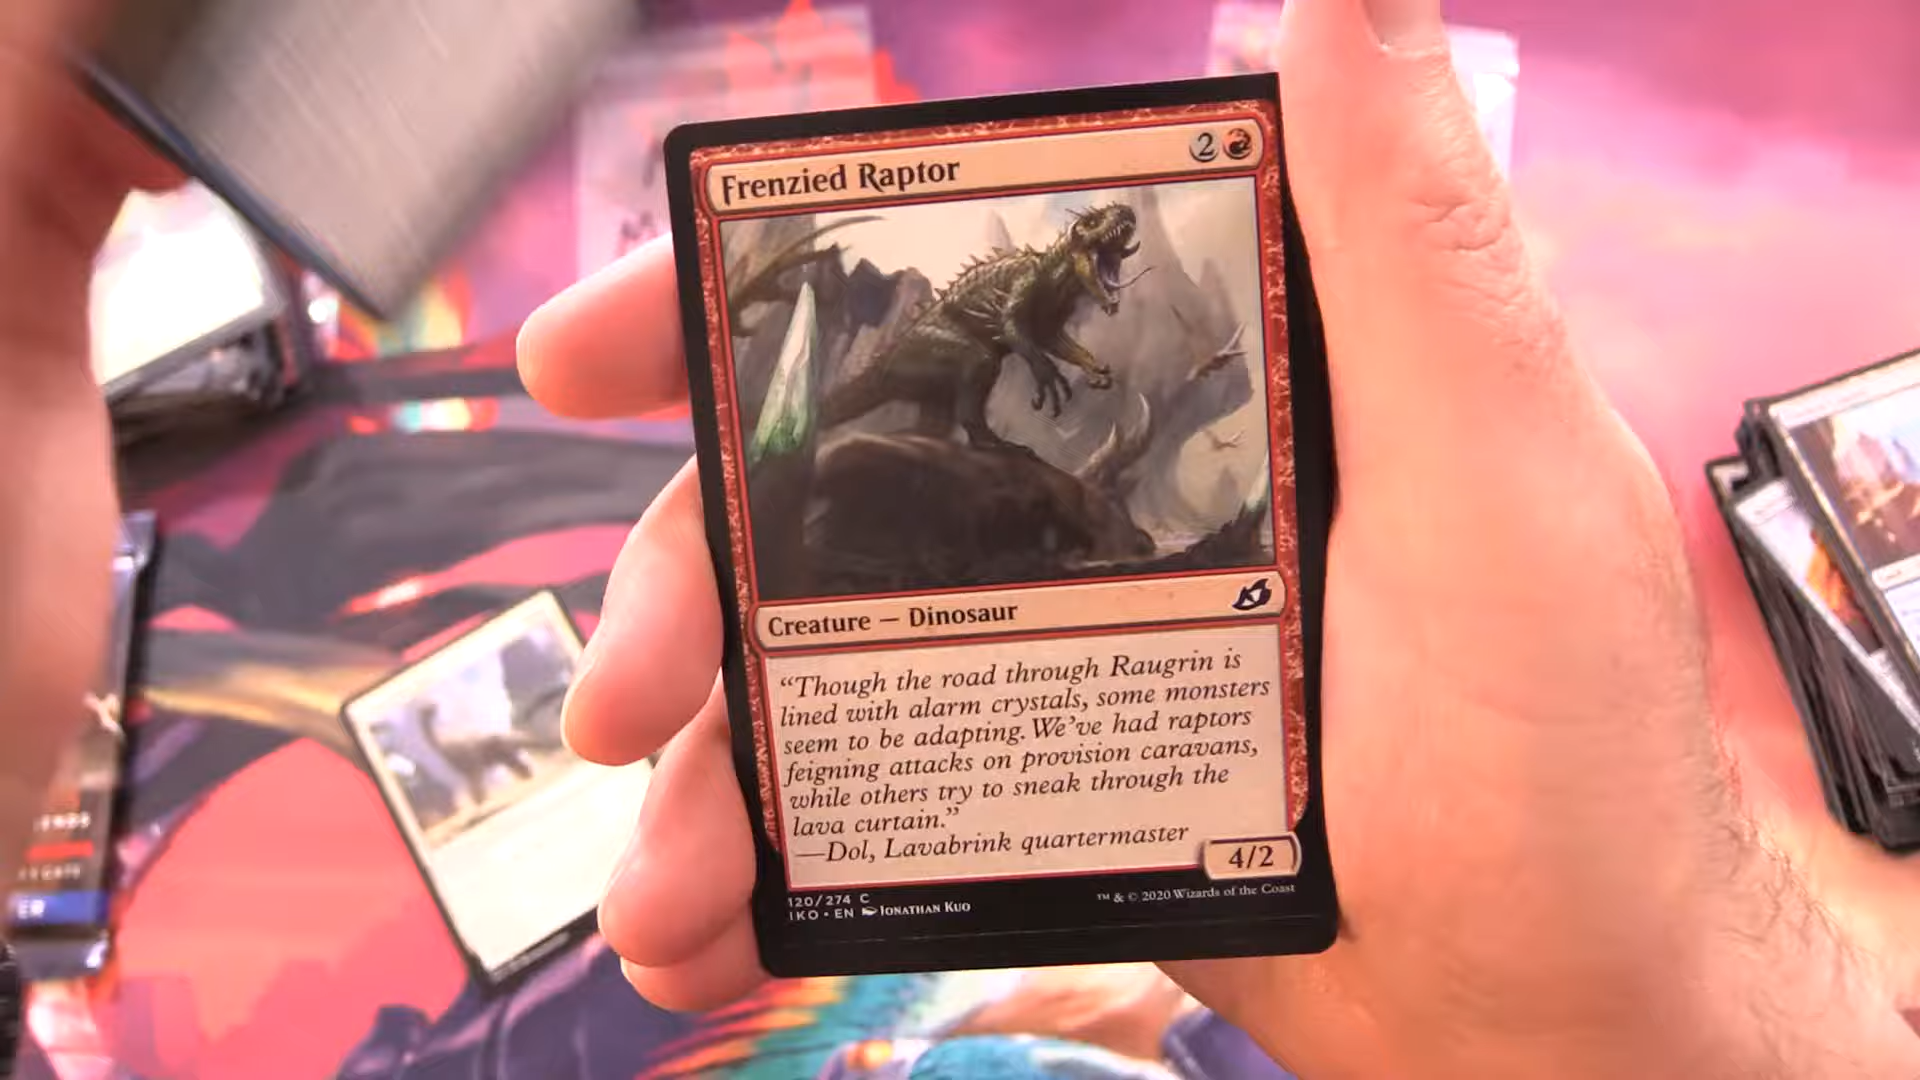 Frenzied Raptor
2
Creature — Dinosaur
“Though the road through Raugrin is
lined with alarm crystals, some monsters
seem to be adapting. We’ve had raptors
feigning attacks on provision caravans,
while others try to sneak through the
lava curtain.”
—Dol, Lavabrink quartermaster
4/2
120/274 C
IKO • EN Jonathan Kuo
™ & © 2020 Wizards of the Coast